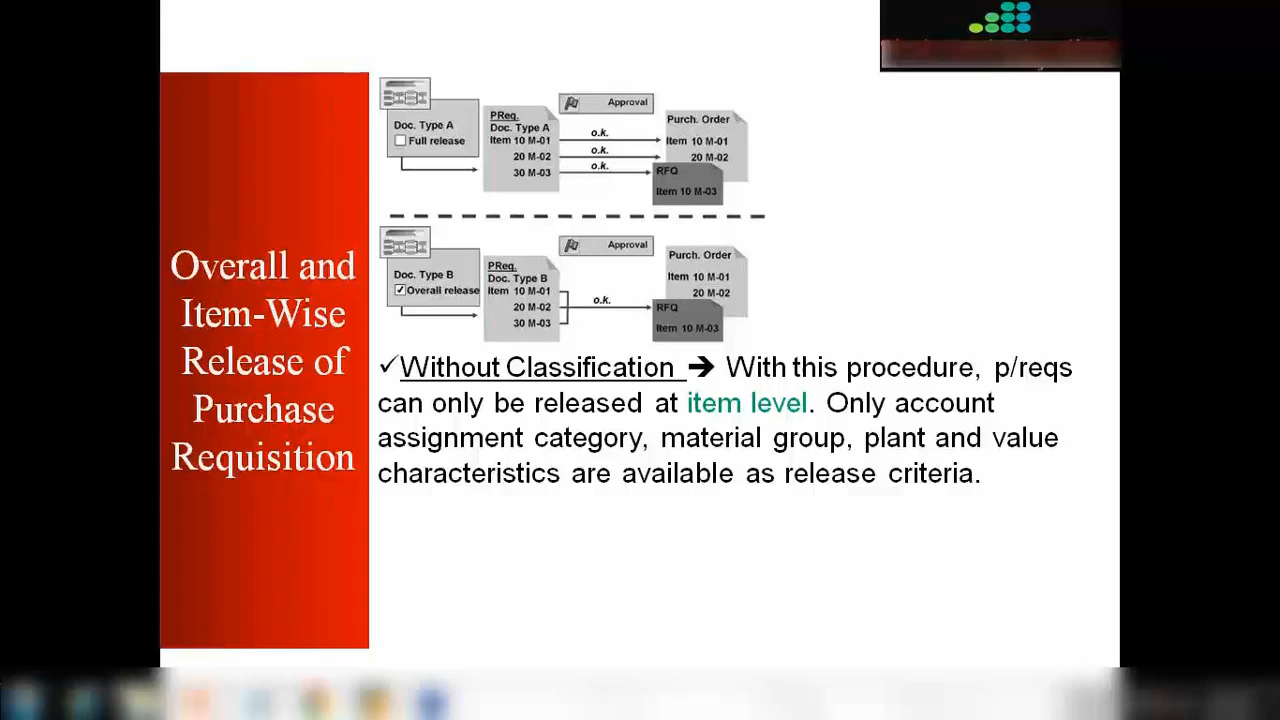 Overall and
Item-Wise
Release of
Purchase
Requisition
Doc. Type A
Full release
PReq.
Doc. Type A
Item 10 M-01
20 M-02
30 M-03
Approval
o.k.
o.k.
o.k.
Purch. Order
Item 10 M-01
20 M-02
RFQ
Item 10 M-03
Doc. Type B
Overall release
PReq.
Doc. Type B
Item 10 M-01
20 M-02
30 M-03
Approval
o.k.
Purch. Order
Item 10 M-01
20 M-02
RFQ
Item 10 M-03
✓Without Classification ➔ With this procedure, p/reqs
can only be released at item level. Only account
assignment category, material group, plant and value
characteristics are available as release criteria.